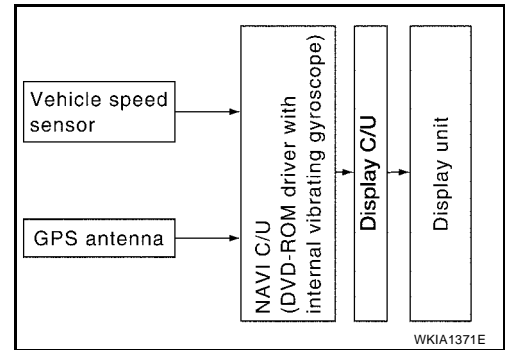 Vehicle speed
sensor
GPS antenna
NAVI C/U
(DVD-ROM driver with
internal vibrating gyroscope)
Display C/U
Display unit
WKIA1371E